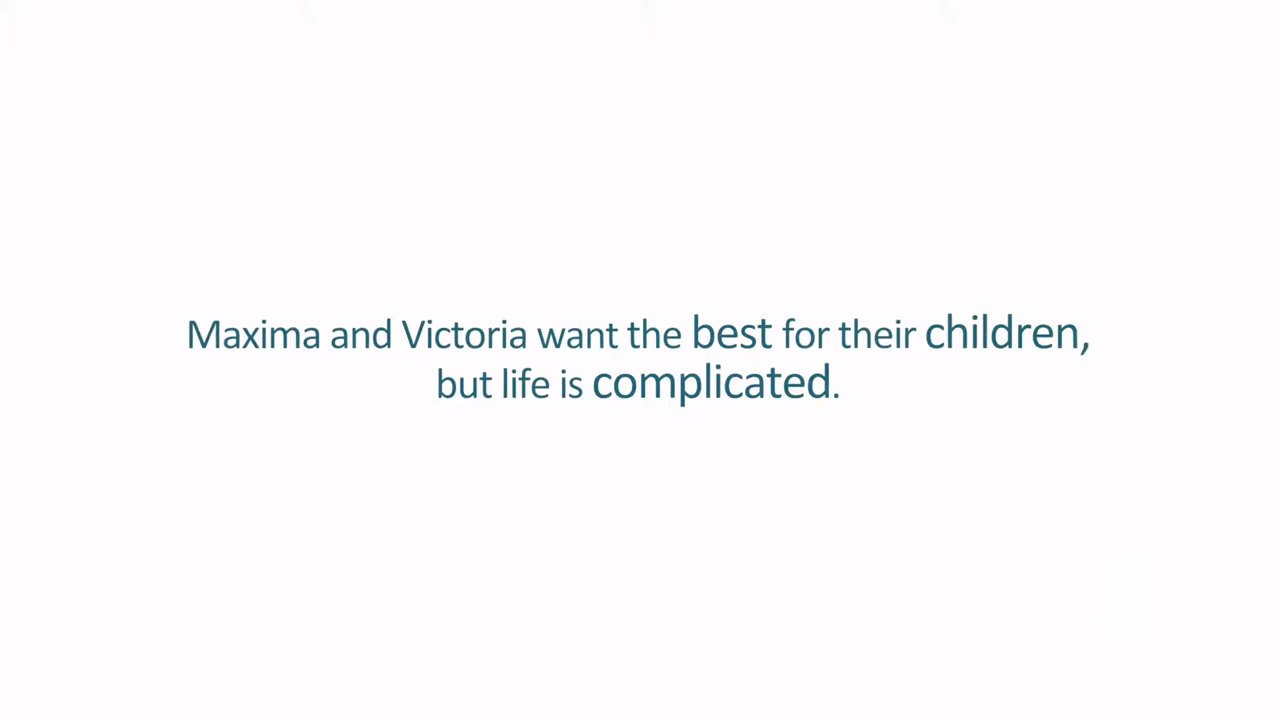 Maxima and Victoria want the best for their children,
but life is complicated.